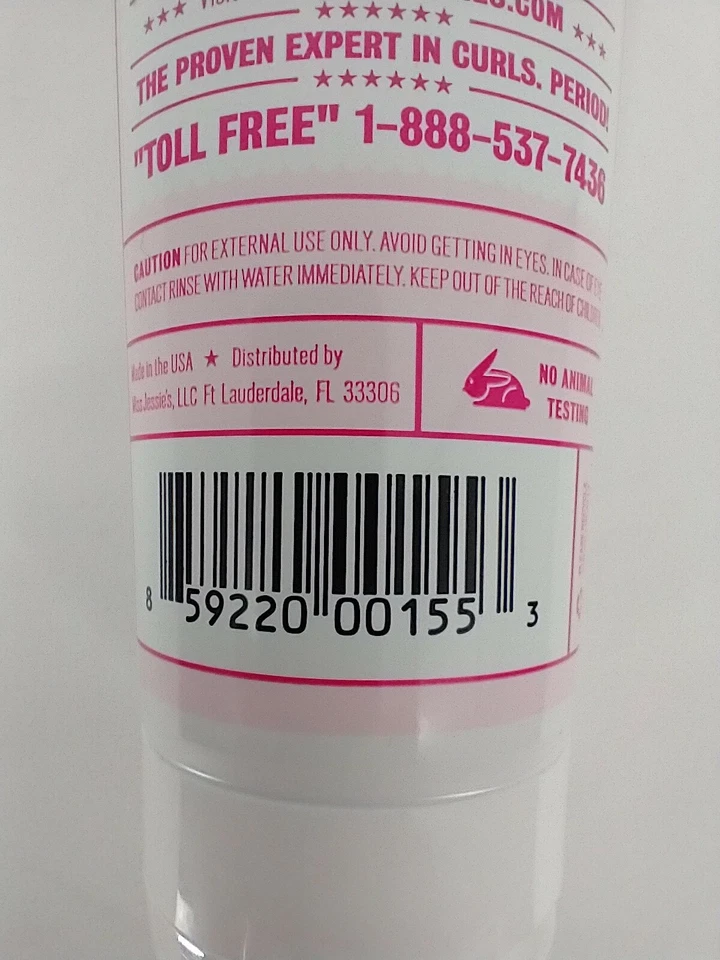 THE PROVEN EXPERT IN CURLS. PERIOD!
"TOLL FREE" 1-888-537-7436
CAUTION FOR EXTERNAL USE ONLY. AVOID GETTING IN EYES. IN CASE OF EYE
CONTACT RINSE WITH WATER IMMEDIATELY. KEEP OUT OF THE REACH OF CHILDREN.
Made in the USA ★ Distributed by
Miss Jessie's, LLC Ft Lauderdale, FL 33306
NO ANIMAL
TESTING
8 59220 00155 3